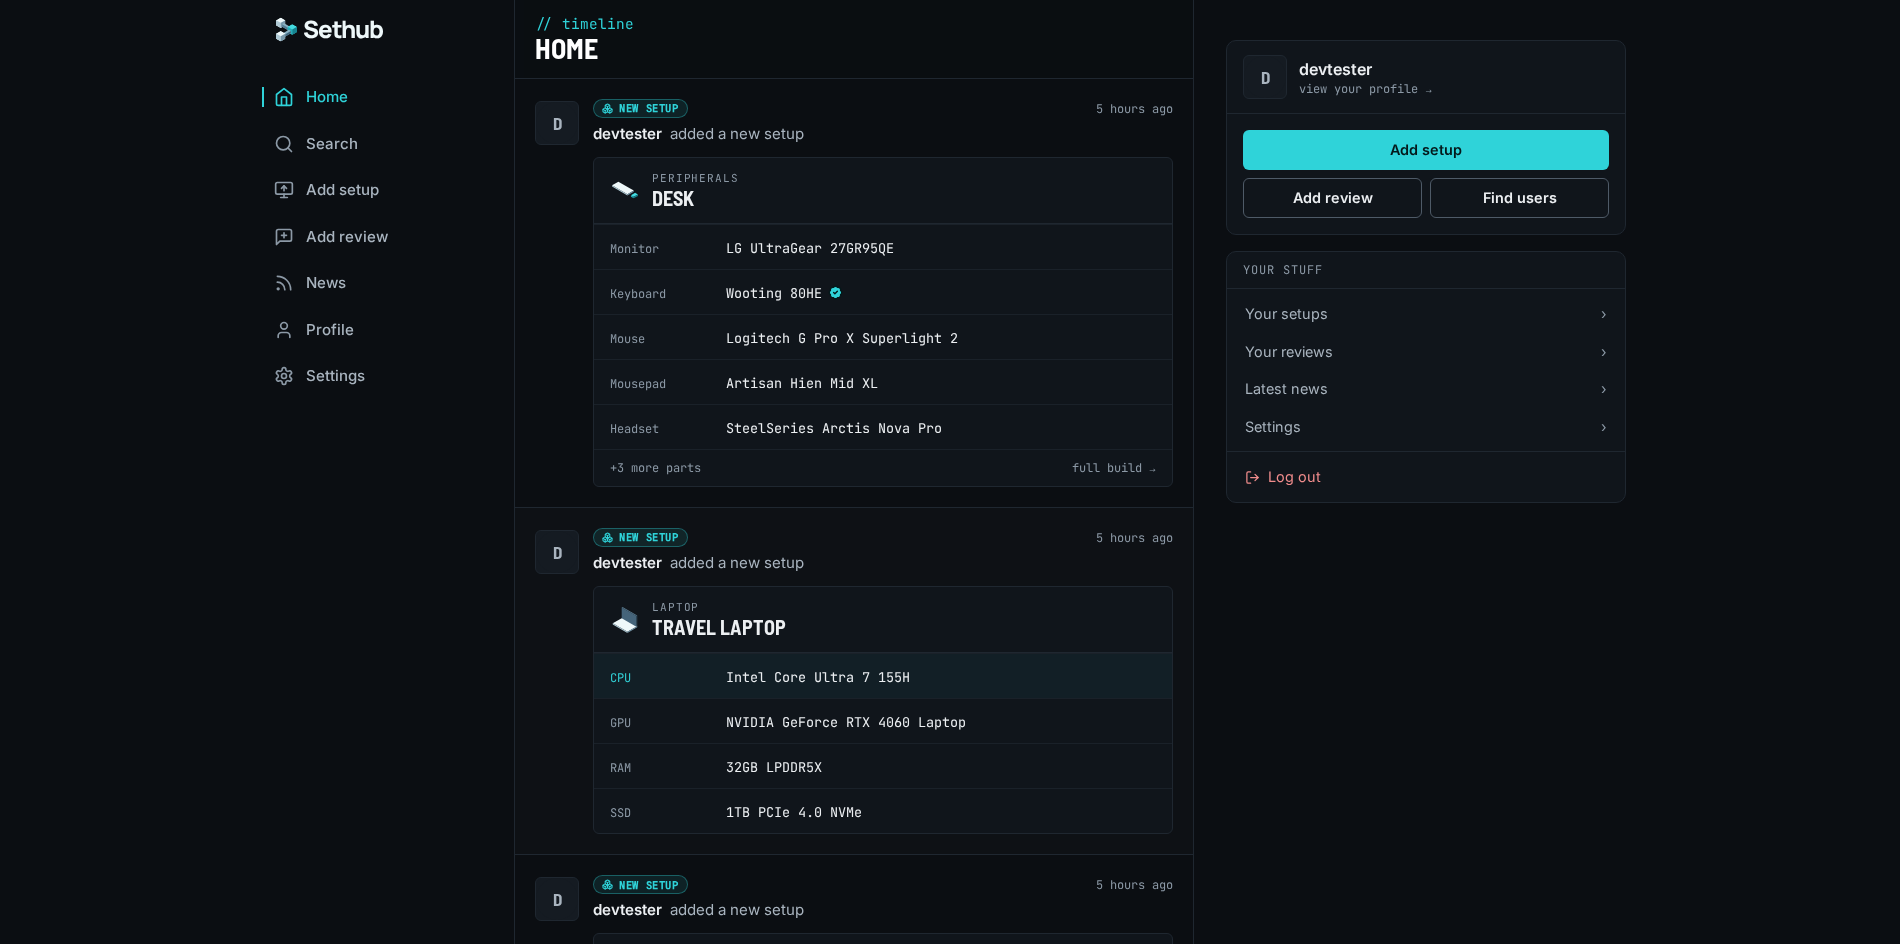 Sethub
Home
Search
Add setup
Add review
News
Profile
Settings
// timeline
HOME
D
NEW SETUP
5 hours ago
devtester added a new setup
PERIPHERALS
DESK
Monitor LG UltraGear 27GR95QE
Keyboard Wooting 80HE
Mouse Logitech G Pro X Superlight 2
Mousepad Artisan Hien Mid XL
Headset SteelSeries Arctis Nova Pro
+3 more parts full build →
D
NEW SETUP
5 hours ago
devtester added a new setup
LAPTOP
TRAVEL LAPTOP
CPU Intel Core Ultra 7 155H
GPU NVIDIA GeForce RTX 4060 Laptop
RAM 32GB LPDDR5X
SSD 1TB PCIe 4.0 NVMe
D
NEW SETUP
5 hours ago
devtester added a new setup
D
devtester
view your profile →
Add setup
Add review
Find users
YOUR STUFF
Your setups ›
Your reviews ›
Latest news ›
Settings ›
Log out